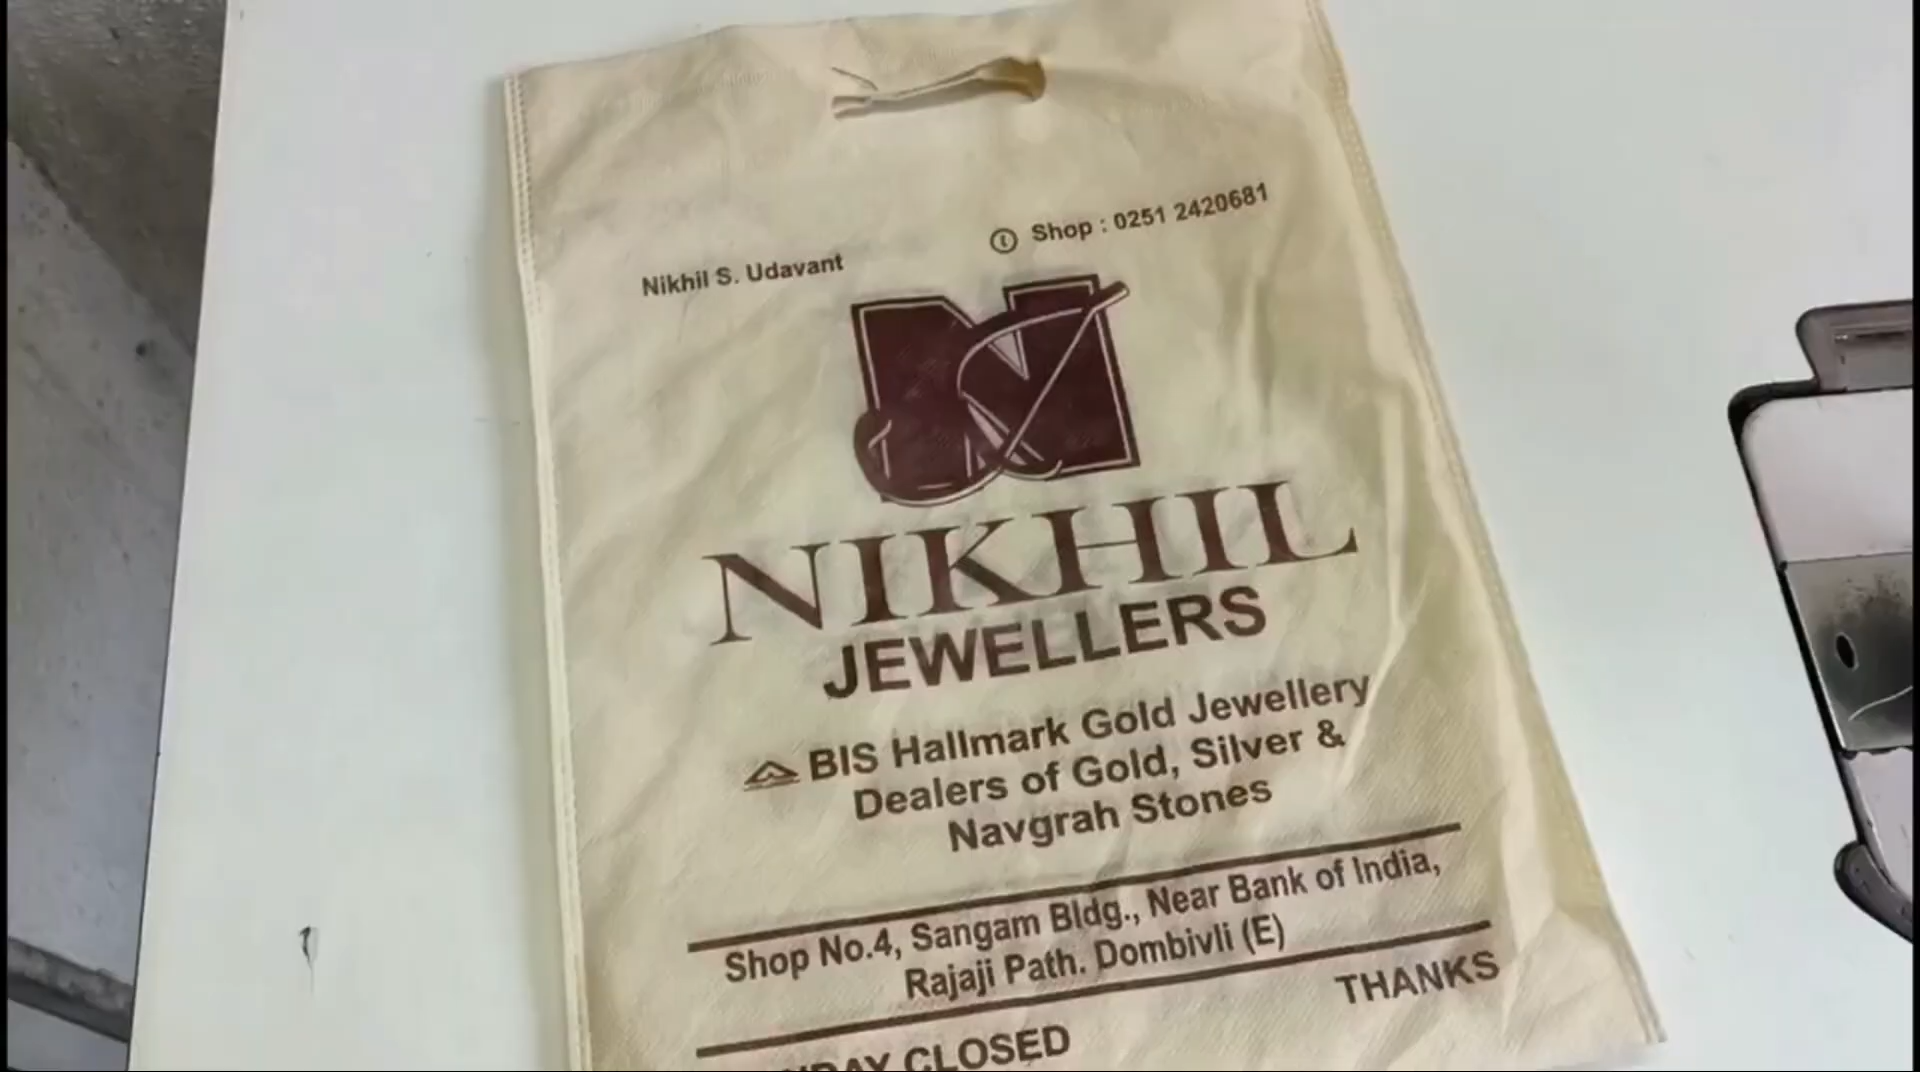 Nikhil S. Udavant
Shop : 0251 2420681
NIKHIL
JEWELLERS
BIS Hallmark Gold Jewellery
Dealers of Gold, Silver &
Navgrah Stones
Shop No.4, Sangam Bldg., Near Bank of India,
Rajaji Path. Dombivli (E)
THANKS
CLOSED